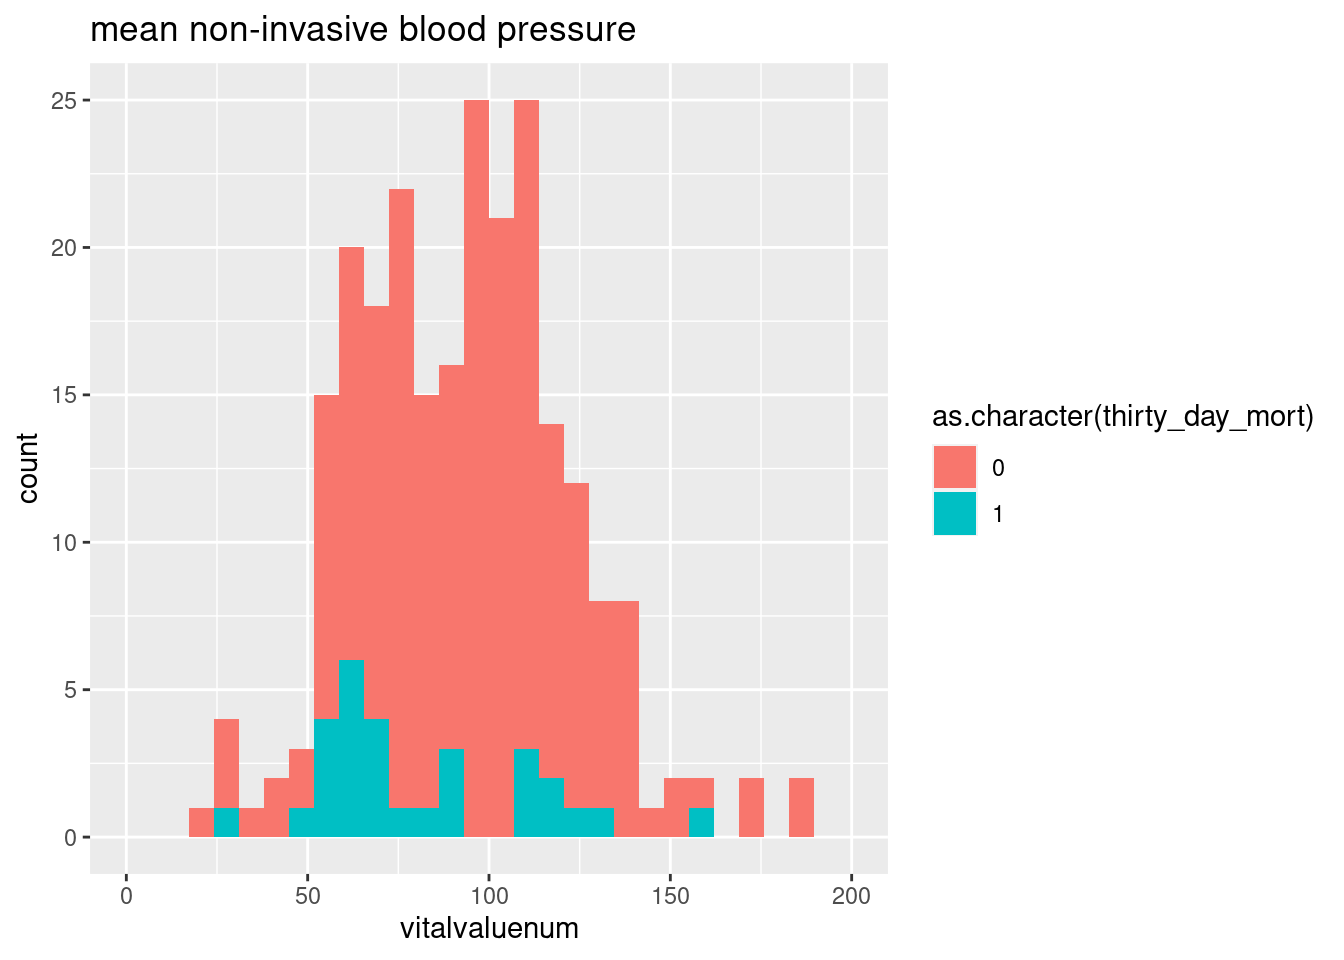 mean non-invasive blood pressure
25
20
15
10
5
0
count
0 50 100 150 200
vitalvaluenum
as.character(thirty_day_mort)
0
1